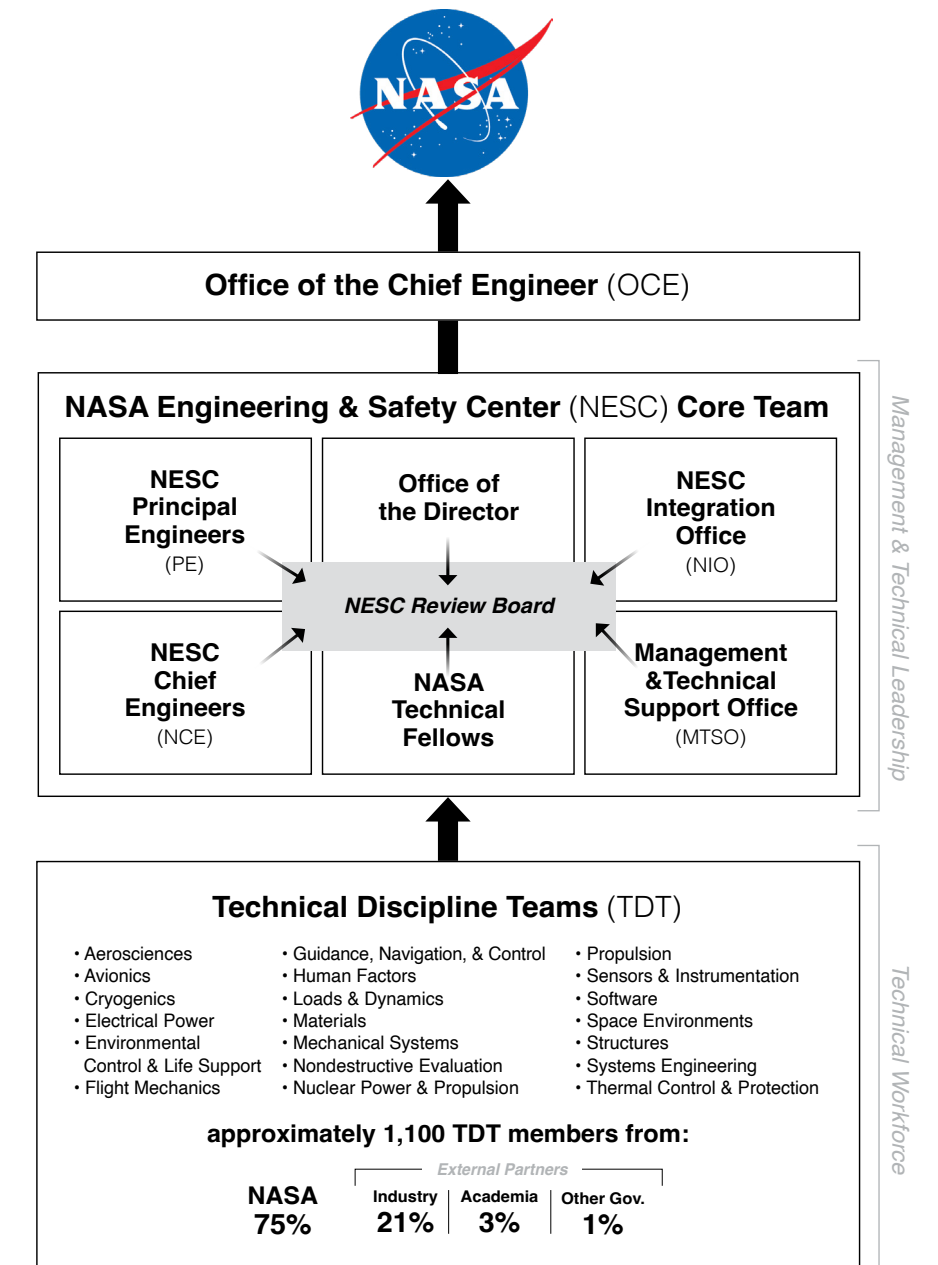 NASA
Office of the Chief Engineer (OCE)
NASA Engineering & Safety Center (NESC) Core Team
NESC
Principal
Engineers
(PE)
Office of
the Director
NESC
Integration
Office
(NIO)
NESC Review Board
NESC
Chief
Engineers
(NCE)
NASA
Technical
Fellows
Management
&Technical
Support Office
(MTSO)
Management & Technical Leadership
Technical Discipline Teams (TDT)
• Aerosciences
• Avionics
• Cryogenics
• Electrical Power
• Environmental
Control & Life Support
• Flight Mechanics
• Guidance, Navigation, & Control
• Human Factors
• Loads & Dynamics
• Materials
• Mechanical Systems
• Nondestructive Evaluation
• Nuclear Power & Propulsion
• Propulsion
• Sensors & Instrumentation
• Software
• Space Environments
• Structures
• Systems Engineering
• Thermal Control & Protection
approximately 1,100 TDT members from:
External Partners
NASA
75%
Industry
21%
Academia
3%
Other Gov.
1%
Technical Workforce